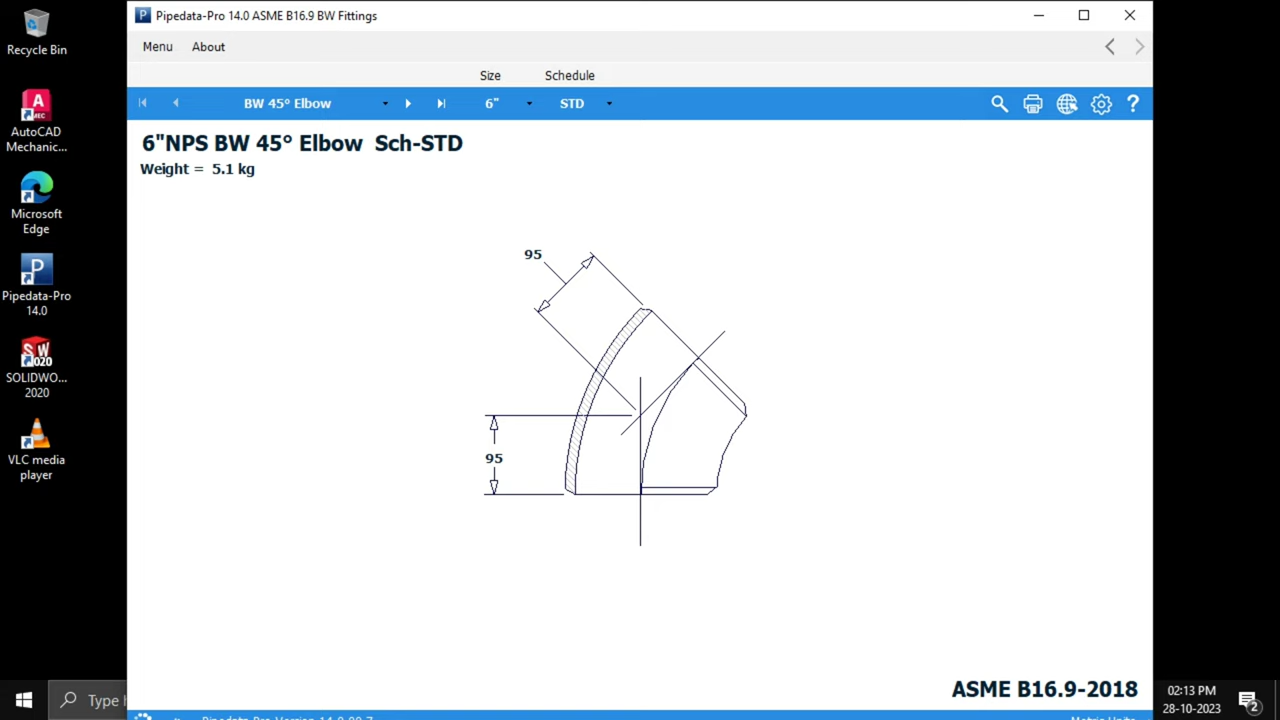 Recycle Bin
AutoCAD
Mechanic...
Microsoft
Edge
Pipedata-Pro
14.0
SOLIDWO...
2020
VLC media
player
Pipedata-Pro 14.0 ASME B16.9 BW Fittings
Menu About
Size Schedule
BW 45° Elbow 6" STD
6"NPS BW 45° Elbow Sch-STD
Weight = 5.1 kg
95
95
ASME B16.9-2018
Type
02:13 PM
28-10-2023
2